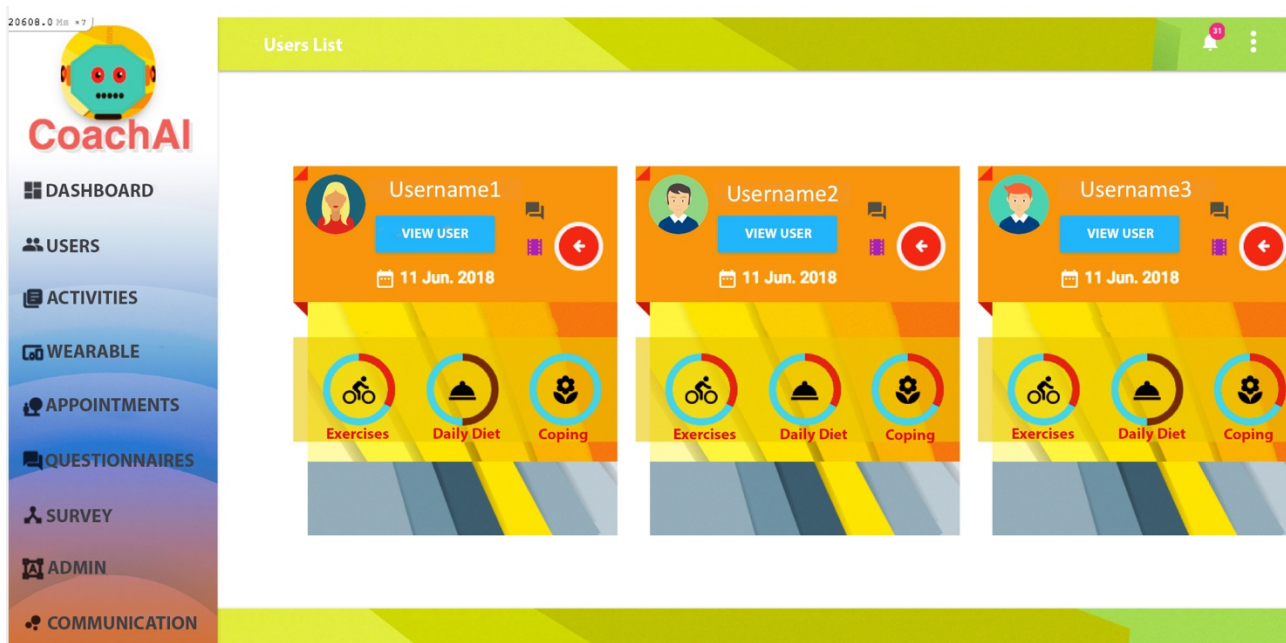 20608.0 Mm ×7
CoachAI
DASHBOARD
USERS
ACTIVITIES
WEARABLE
APPOINTMENTS
QUESTIONNAIRES
SURVEY
ADMIN
COMMUNICATION
Users List
31
Username1
VIEW USER
11 Jun. 2018
Exercises Daily Diet Coping
Username2
VIEW USER
11 Jun. 2018
Exercises Daily Diet Coping
Username3
VIEW USER
11 Jun. 2018
Exercises Daily Diet Coping